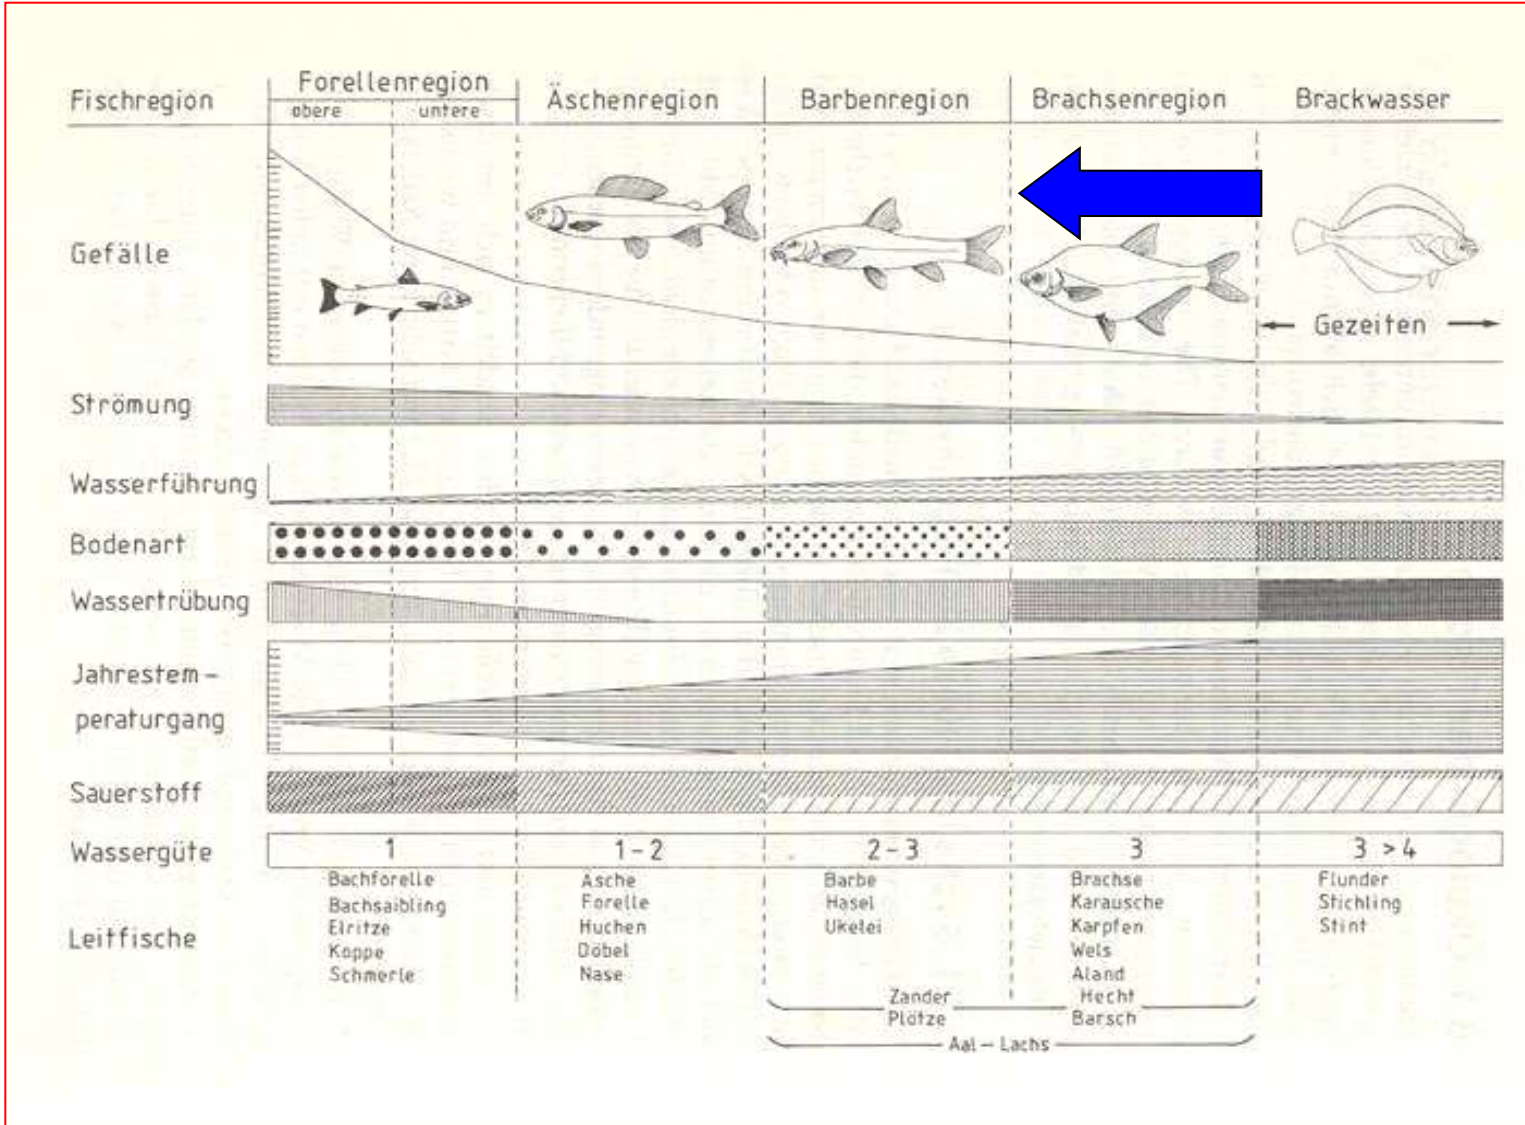 Fischregion
Forellenregion
obere
untere
Äschenregion
Barbenregion
Brachsenregion
Brackwasser
Gefälle
Gezeiten
Strömung
Wasserführung
Bodenart
Wassertrübung
Jahrestem-
peraturgang
Sauerstoff
Wassergüte
1
1-2
2-3
3
3 >4
Leitfische
Bachforelle
Bachsaibling
Elritze
Koppe
Schmerle
Äsche
Forelle
Huchen
Döbel
Nase
Barbe
Hasel
Ukelei
Brachse
Karausche
Karpfen
Wels
Aland
Flunder
Stichling
Stint
Zander Hecht
Plötze Barsch
Aal - Lachs